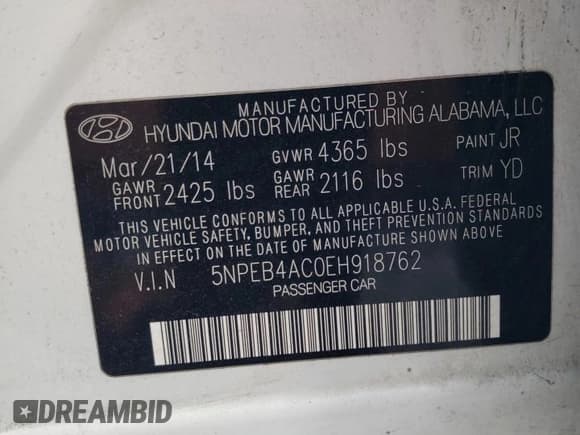 MANUFACTURED BY
HYUNDAI MOTOR MANUFACTURING ALABAMA, LLC
Mar/21/14 GVWR 4365 lbs PAINT JR
GAWR FRONT 2425 lbs GAWR REAR 2116 lbs TRIM YD
THIS VEHICLE CONFORMS TO ALL APPLICABLE U.S.A. FEDERAL
MOTOR VEHICLE SAFETY, BUMPER, AND THEFT PREVENTION STANDARDS
IN EFFECT ON THE DATE OF MANUFACTURE SHOWN ABOVE.
V.I.N 5NPEB4AC0EH918762
PASSENGER CAR
DREAMBID